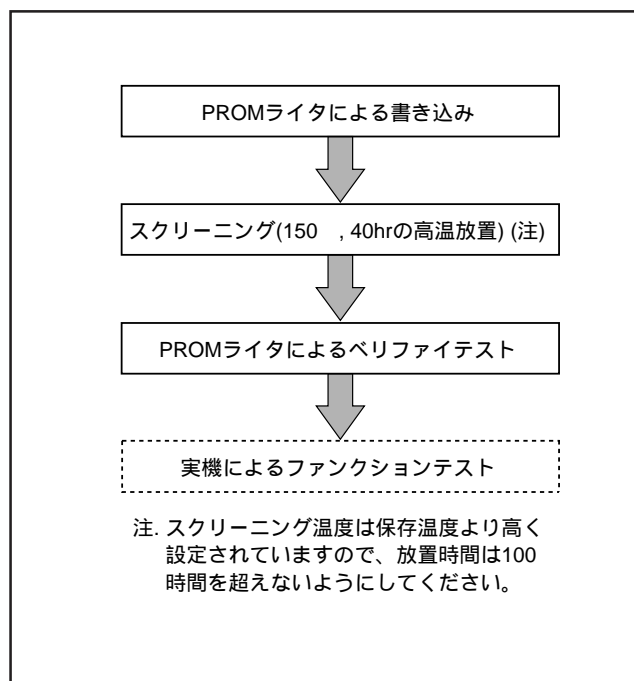 PROMライタによる書き込み
スクリーニング(150　, 40hrの高温放置) (注)
PROMライタによるベリファイテスト
実機によるファンクションテスト
注. スクリーニング温度は保存温度より高く
設定されていますので、放置時間は100
時間を超えないようにしてください。